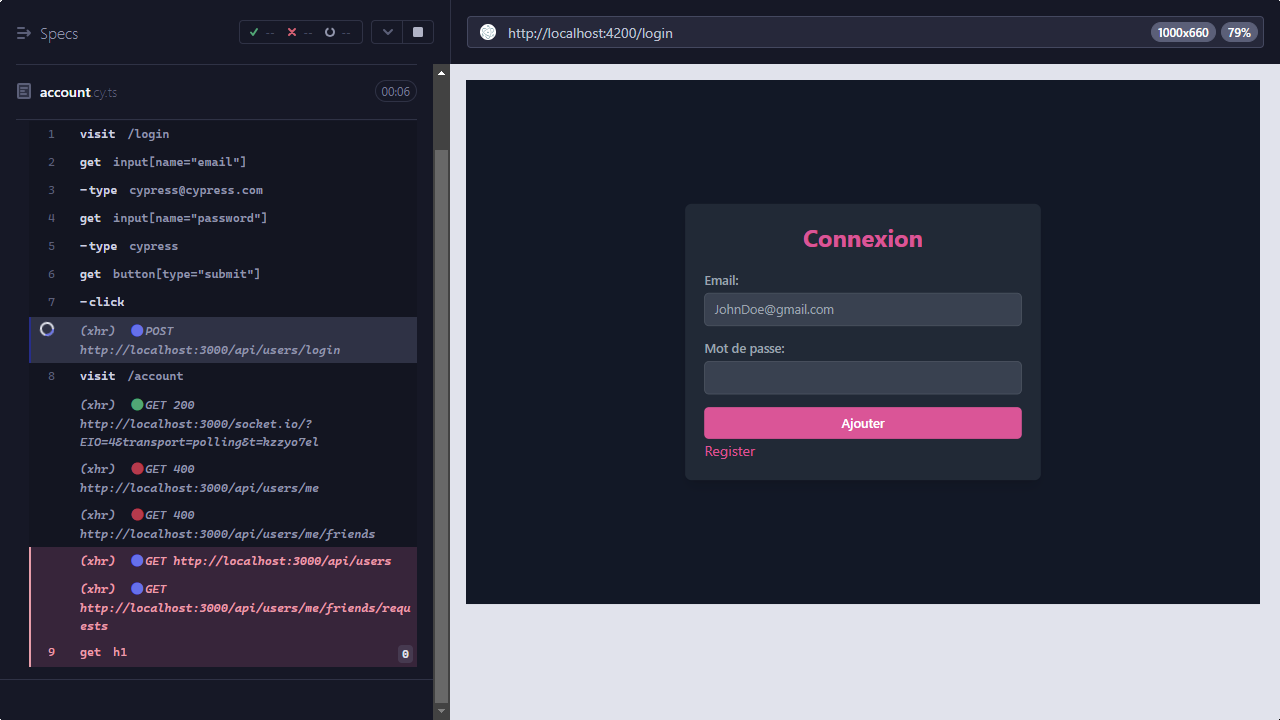 Specs
-- -- --
http://localhost:4200/login
1000x660
79%
account.cy.ts
00:06
1 visit /login
2 get input[name="email"]
3 -type cypress@cypress.com
4 get input[name="password"]
5 -type cypress
6 get button[type="submit"]
7 -click
(xhr) POST
http://localhost:3000/api/users/login
8 visit /account
(xhr) GET 200
http://localhost:3000/socket.io/?
EIO=4&transport=polling&t=kzzyo7el
(xhr) GET 400
http://localhost:3000/api/users/me
(xhr) GET 400
http://localhost:3000/api/users/me/friends
(xhr) GET http://localhost:3000/api/users
(xhr) GET
http://localhost:3000/api/users/me/friends/requ
ests
9 get h1 0
Connexion
Email:
JohnDoe@gmail.com
Mot de passe:
Ajouter
Register